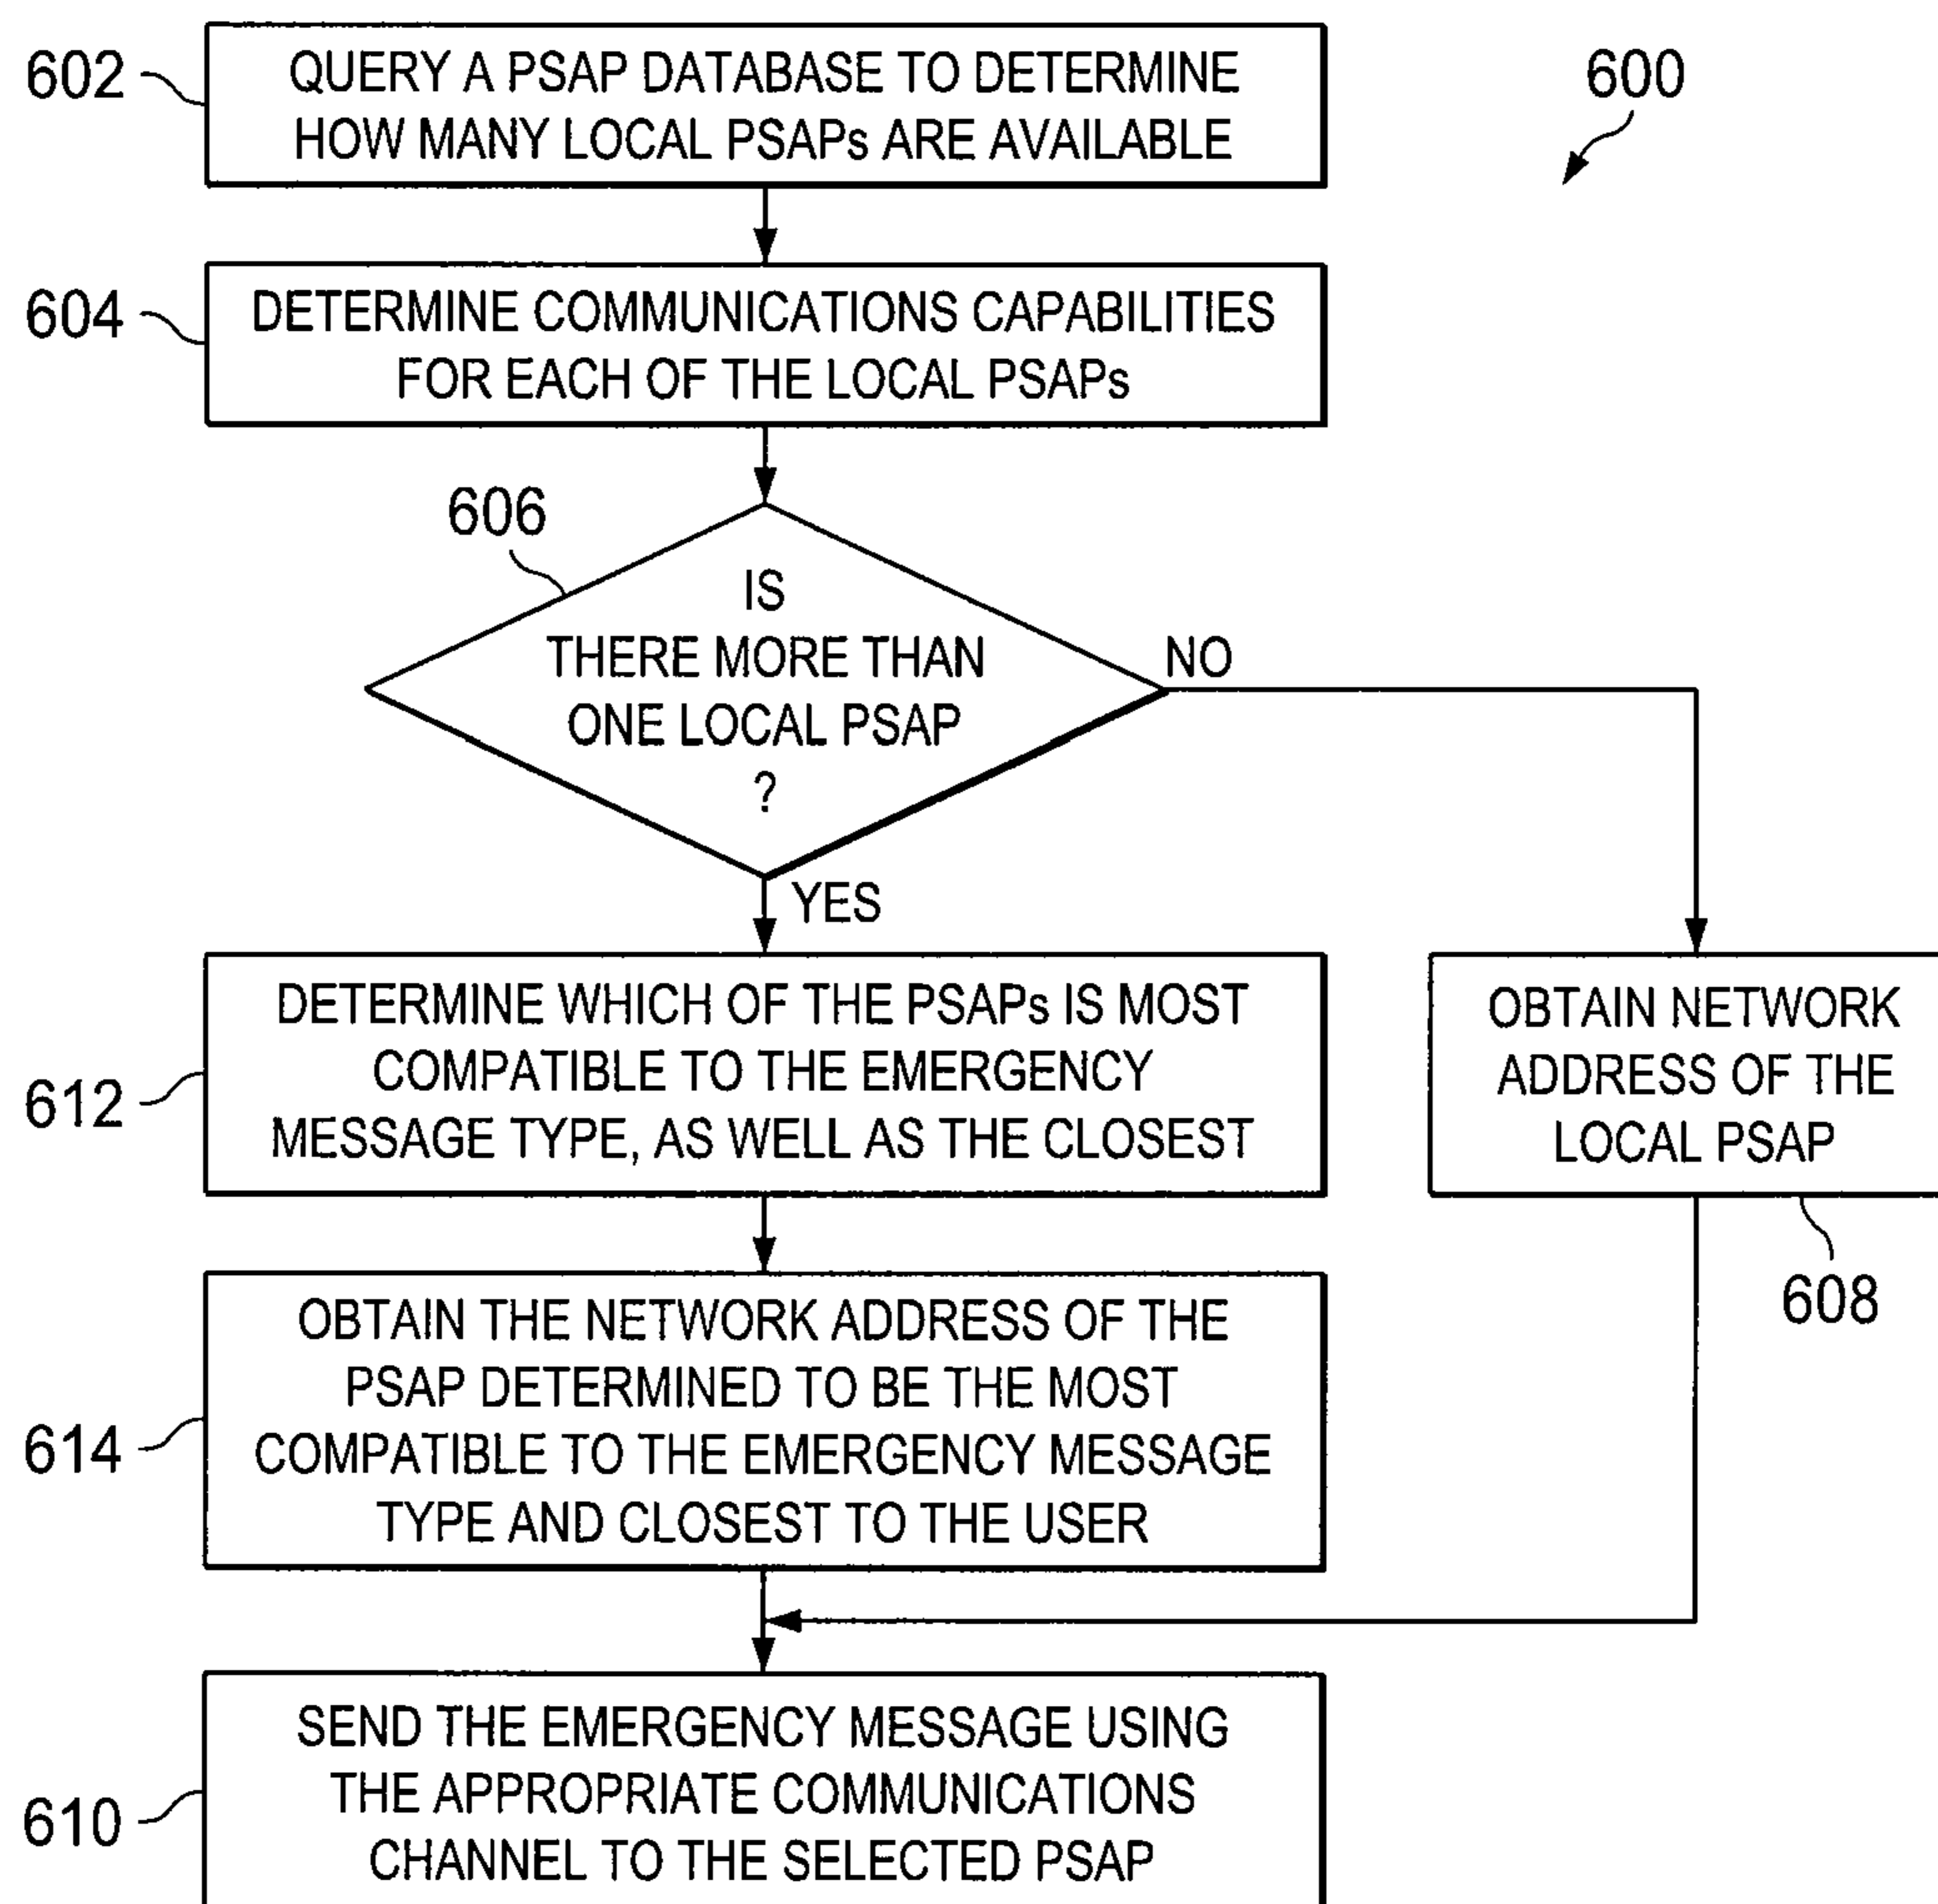 602
QUERY A PSAP DATABASE TO DETERMINE
HOW MANY LOCAL PSAPs ARE AVAILABLE
600
604
DETERMINE COMMUNICATIONS CAPABILITIES
FOR EACH OF THE LOCAL PSAPs
606
IS
THERE MORE THAN
ONE LOCAL PSAP
?
NO
YES
612
DETERMINE WHICH OF THE PSAPs IS MOST
COMPATIBLE TO THE EMERGENCY
MESSAGE TYPE, AS WELL AS THE CLOSEST
OBTAIN NETWORK
ADDRESS OF THE
LOCAL PSAP
608
614
OBTAIN THE NETWORK ADDRESS OF THE
PSAP DETERMINED TO BE THE MOST
COMPATIBLE TO THE EMERGENCY MESSAGE
TYPE AND CLOSEST TO THE USER
610
SEND THE EMERGENCY MESSAGE USING
THE APPROPRIATE COMMUNICATIONS
CHANNEL TO THE SELECTED PSAP